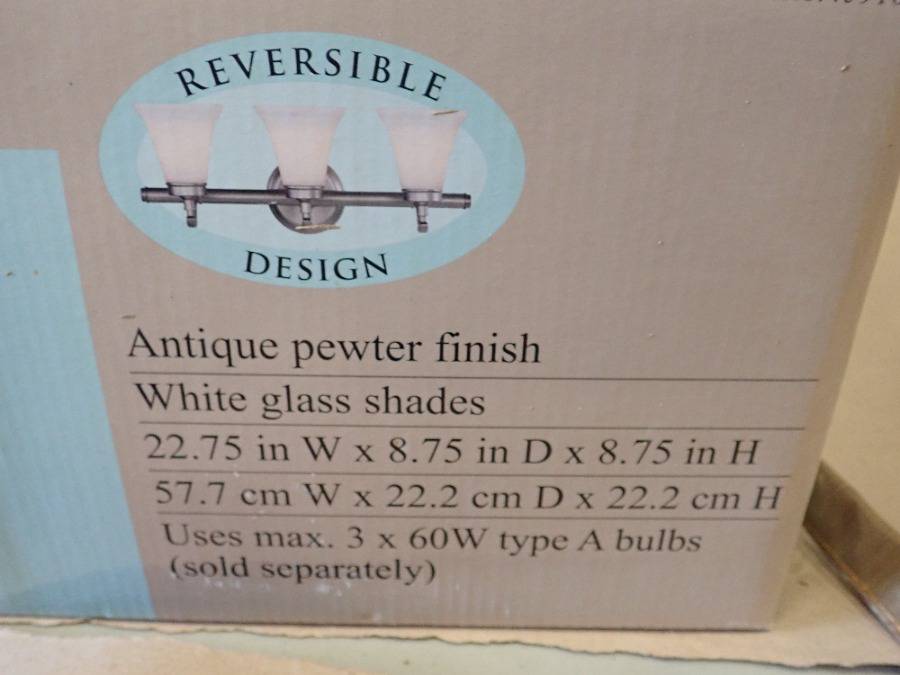 REVERSIBLE
DESIGN
Antique pewter finish
White glass shades
22.75 in W x 8.75 in D x 8.75 in H
57.7 cm W x 22.2 cm D x 22.2 cm H
Uses max. 3 x 60W type A bulbs
(sold separately)